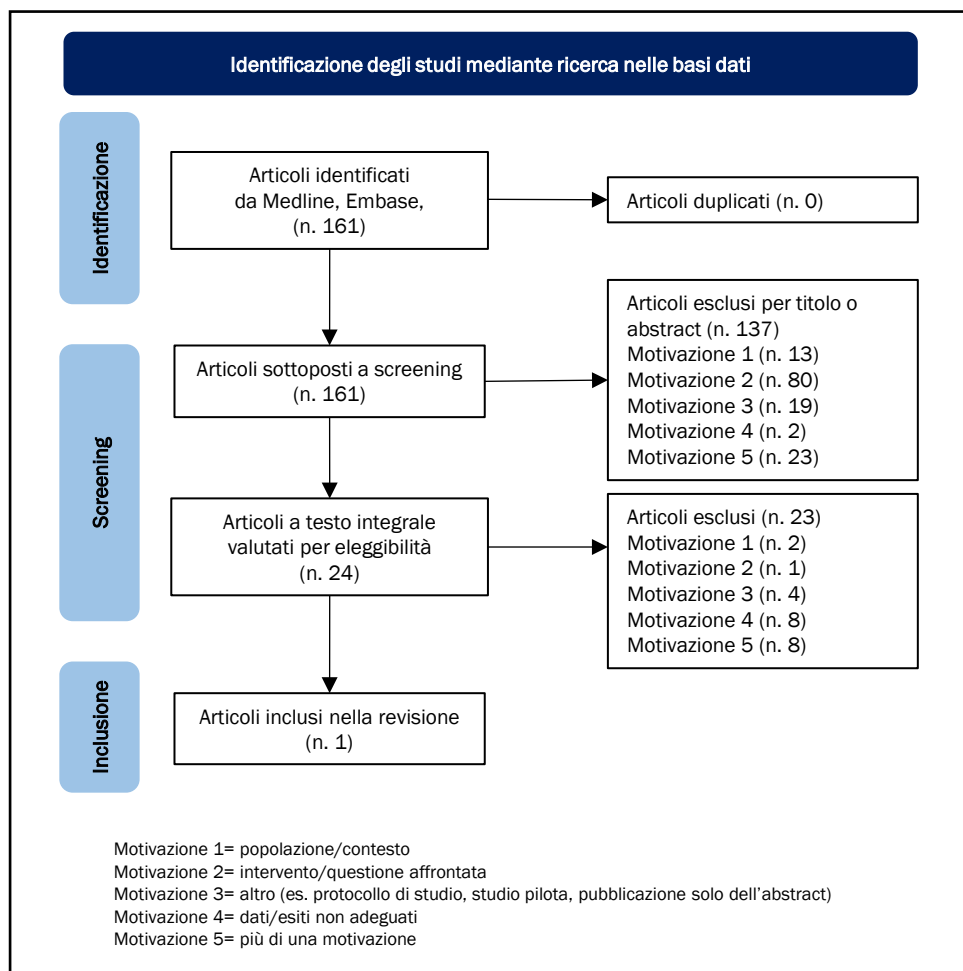 Identificazione degli studi mediante ricerca nelle basi dati
Identificazione
Articoli identificati
da Medline, Embase,
(n. 161)
Articoli duplicati (n. 0)
Screening
Articoli sottoposti a screening
(n. 161)
Articoli esclusi per titolo o
abstract (n. 137)
Motivazione 1 (n. 13)
Motivazione 2 (n. 80)
Motivazione 3 (n. 19)
Motivazione 4 (n. 2)
Motivazione 5 (n. 23)
Articoli a testo integrale
valutati per eleggibilità
(n. 24)
Articoli esclusi (n. 23)
Motivazione 1 (n. 2)
Motivazione 2 (n. 1)
Motivazione 3 (n. 4)
Motivazione 4 (n. 8)
Motivazione 5 (n. 8)
Inclusione
Articoli inclusi nella revisione
(n. 1)
Motivazione 1= popolazione/contesto
Motivazione 2= intervento/questione affrontata
Motivazione 3= altro (es. protocollo di studio, studio pilota, pubblicazione solo dell'abstract)
Motivazione 4= dati/esiti non adeguati
Motivazione 5= più di una motivazione